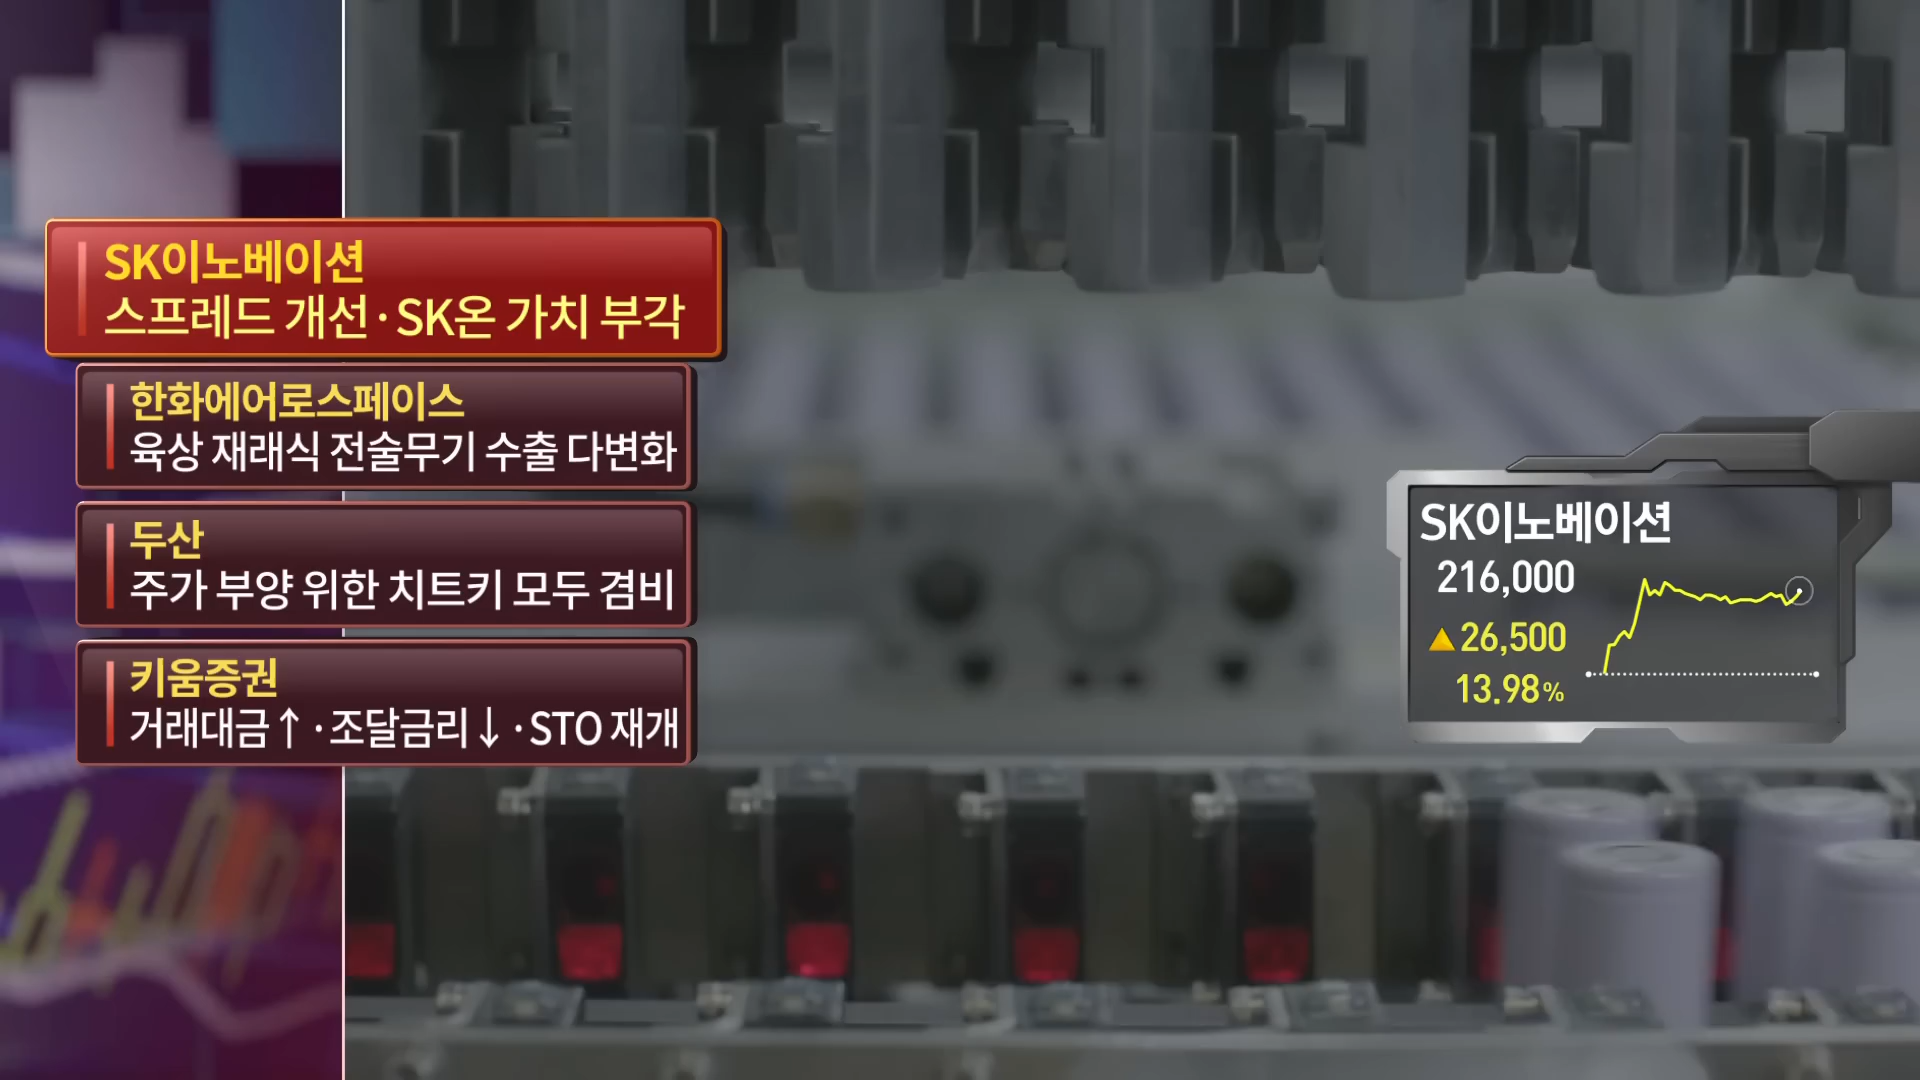 SK이노베이션
스프레드 개선·SK온 가치 부각
한화에어로스페이스
육상 재래식 전술무기 수출 다변화
두산
주가 부양 위한 치트키 모두 겸비
키움증권
거래대금↑·조달금리↓·STO 재개
SK이노베이션
216,000
▲26,500
13.98%